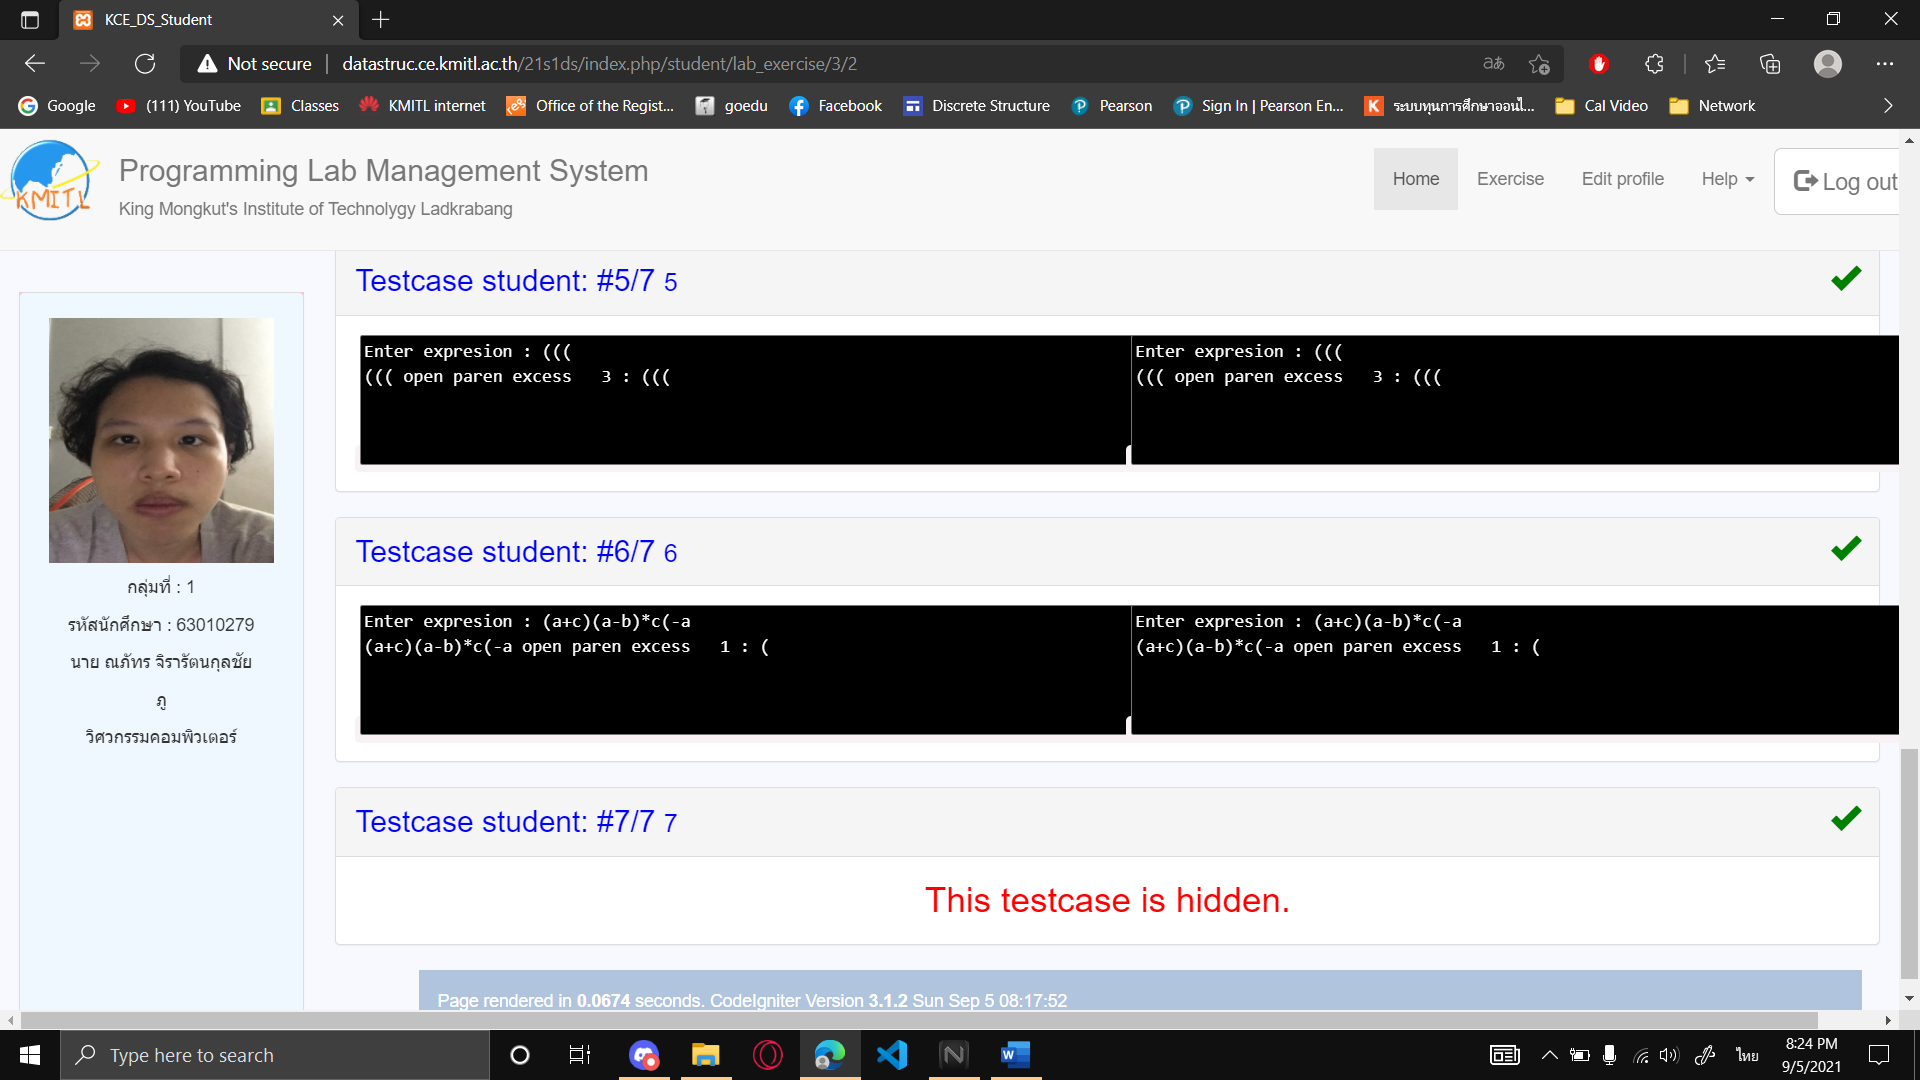 KCE_DS_Student
Not secure
datastruc.ce.kmitl.ac.th/21s1ds/index.php/student/lab_exercise/3/2
Google
(111) YouTube
Classes
KMITL internet
Office of the Regist...
goedu
Facebook
Discrete Structure
Pearson
Sign In | Pearson En...
ระบบทุนการศึกษาออนไ...
Cal Video
Network
KMITL
Programming Lab Management System
King Mongkut's Institute of Technolygy Ladkrabang
Home
Exercise
Edit profile
Help
Log out
กลุ่มที่ : 1
รหัสนักศึกษา : 63010279
นาย ณภัทร จิรารัตนกุลชัย
ภู
วิศวกรรมคอมพิวเตอร์
Testcase student: #5/7 5
Enter expresion : (((
((( open paren excess   3 : (((
Enter expresion : (((
((( open paren excess   3 : (((
Testcase student: #6/7 6
Enter expresion : (a+c)(a-b)*c(-a
(a+c)(a-b)*c(-a open paren excess   1 : (
Enter expresion : (a+c)(a-b)*c(-a
(a+c)(a-b)*c(-a open paren excess   1 : (
Testcase student: #7/7 7
This testcase is hidden.
Page rendered in 0.0674 seconds. CodeIgniter Version 3.1.2 Sun Sep 5 08:17:52
Type here to search
ไทย
8:24 PM
9/5/2021